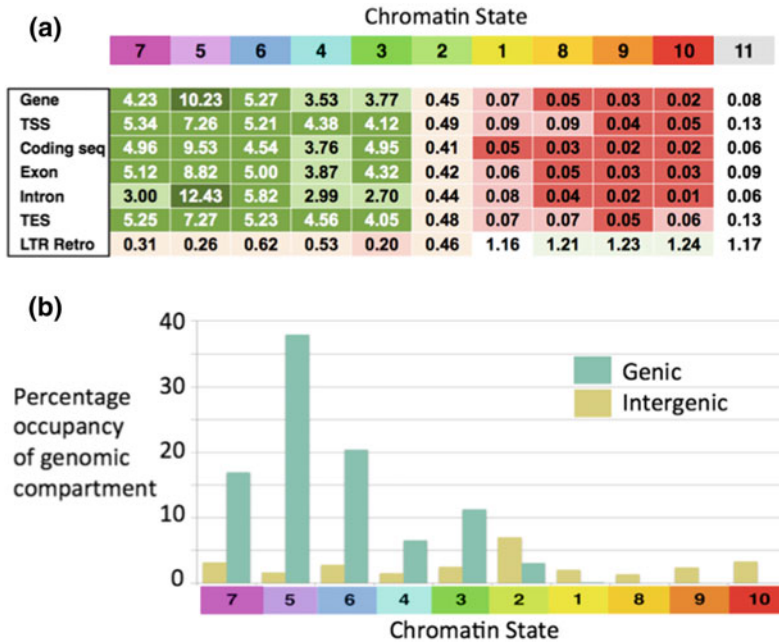 Chromatin State
(a)
7 5 6 4 3 2 1 8 9 10 11
Gene 4.23 10.23 5.27 3.53 3.77 0.45 0.07 0.05 0.03 0.02 0.08
TSS 5.34 7.26 5.21 4.38 4.12 0.49 0.09 0.09 0.04 0.05 0.13
Coding seq 4.96 9.53 4.54 3.76 4.95 0.41 0.05 0.03 0.02 0.02 0.06
Exon 5.12 8.82 5.00 3.87 4.32 0.42 0.06 0.05 0.03 0.03 0.09
Intron 3.00 12.43 5.82 2.99 2.70 0.44 0.08 0.04 0.02 0.01 0.06
TES 5.25 7.27 5.23 4.56 4.05 0.48 0.07 0.07 0.05 0.06 0.13
LTR Retro 0.31 0.26 0.62 0.53 0.20 0.46 1.16 1.21 1.23 1.24 1.17
(b)
40
30
20
10
0
Percentage
occupancy
of genomic
compartment
Genic
Intergenic
7 5 6 4 3 2 1 8 9 10
Chromatin State